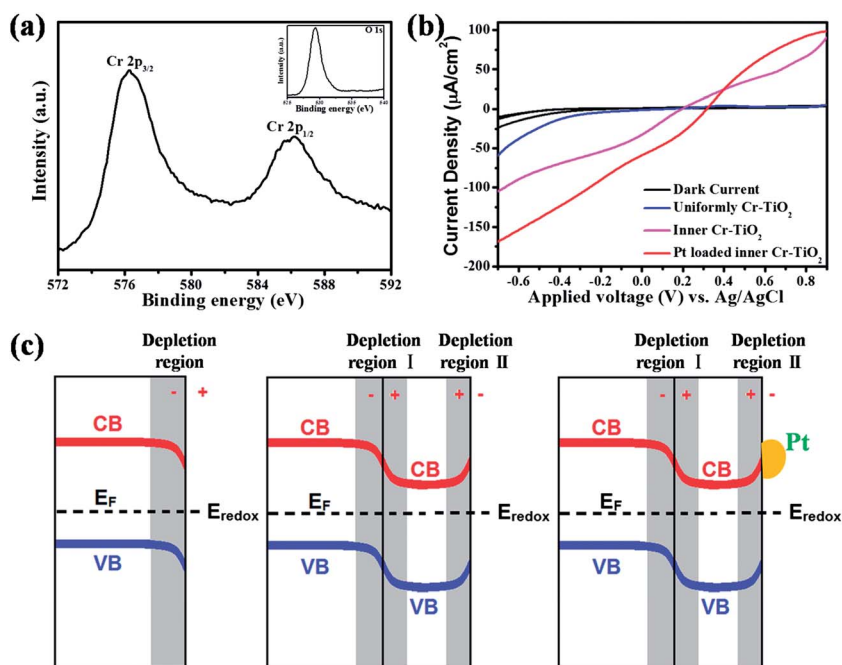 (a)
Cr 2p3/2
Cr 2p1/2
O 1s
Intensity (a.u.)
Binding energy (eV)
Intensity (a.u.)
572 576 580 584 588 592
Binding energy (eV)
(b)
100
50
0
-50
-100
-150
-200
Current Density (μA/cm²)
Dark Current
Uniformly Cr-TiO2
Inner Cr-TiO2
Pt loaded inner Cr-TiO2
-0.6 -0.4 -0.2 0.0 0.2 0.4 0.6 0.8
Applied voltage (V) vs. Ag/AgCl
(c)
Depletion region
- +
CB
EF
Eredox
VB
Depletion region I
Depletion region II
- + + -
CB
CB
EF
Eredox
VB
VB
Depletion region I
Depletion region II
- + + -
CB
CB
Pt
EF
Eredox
VB
VB